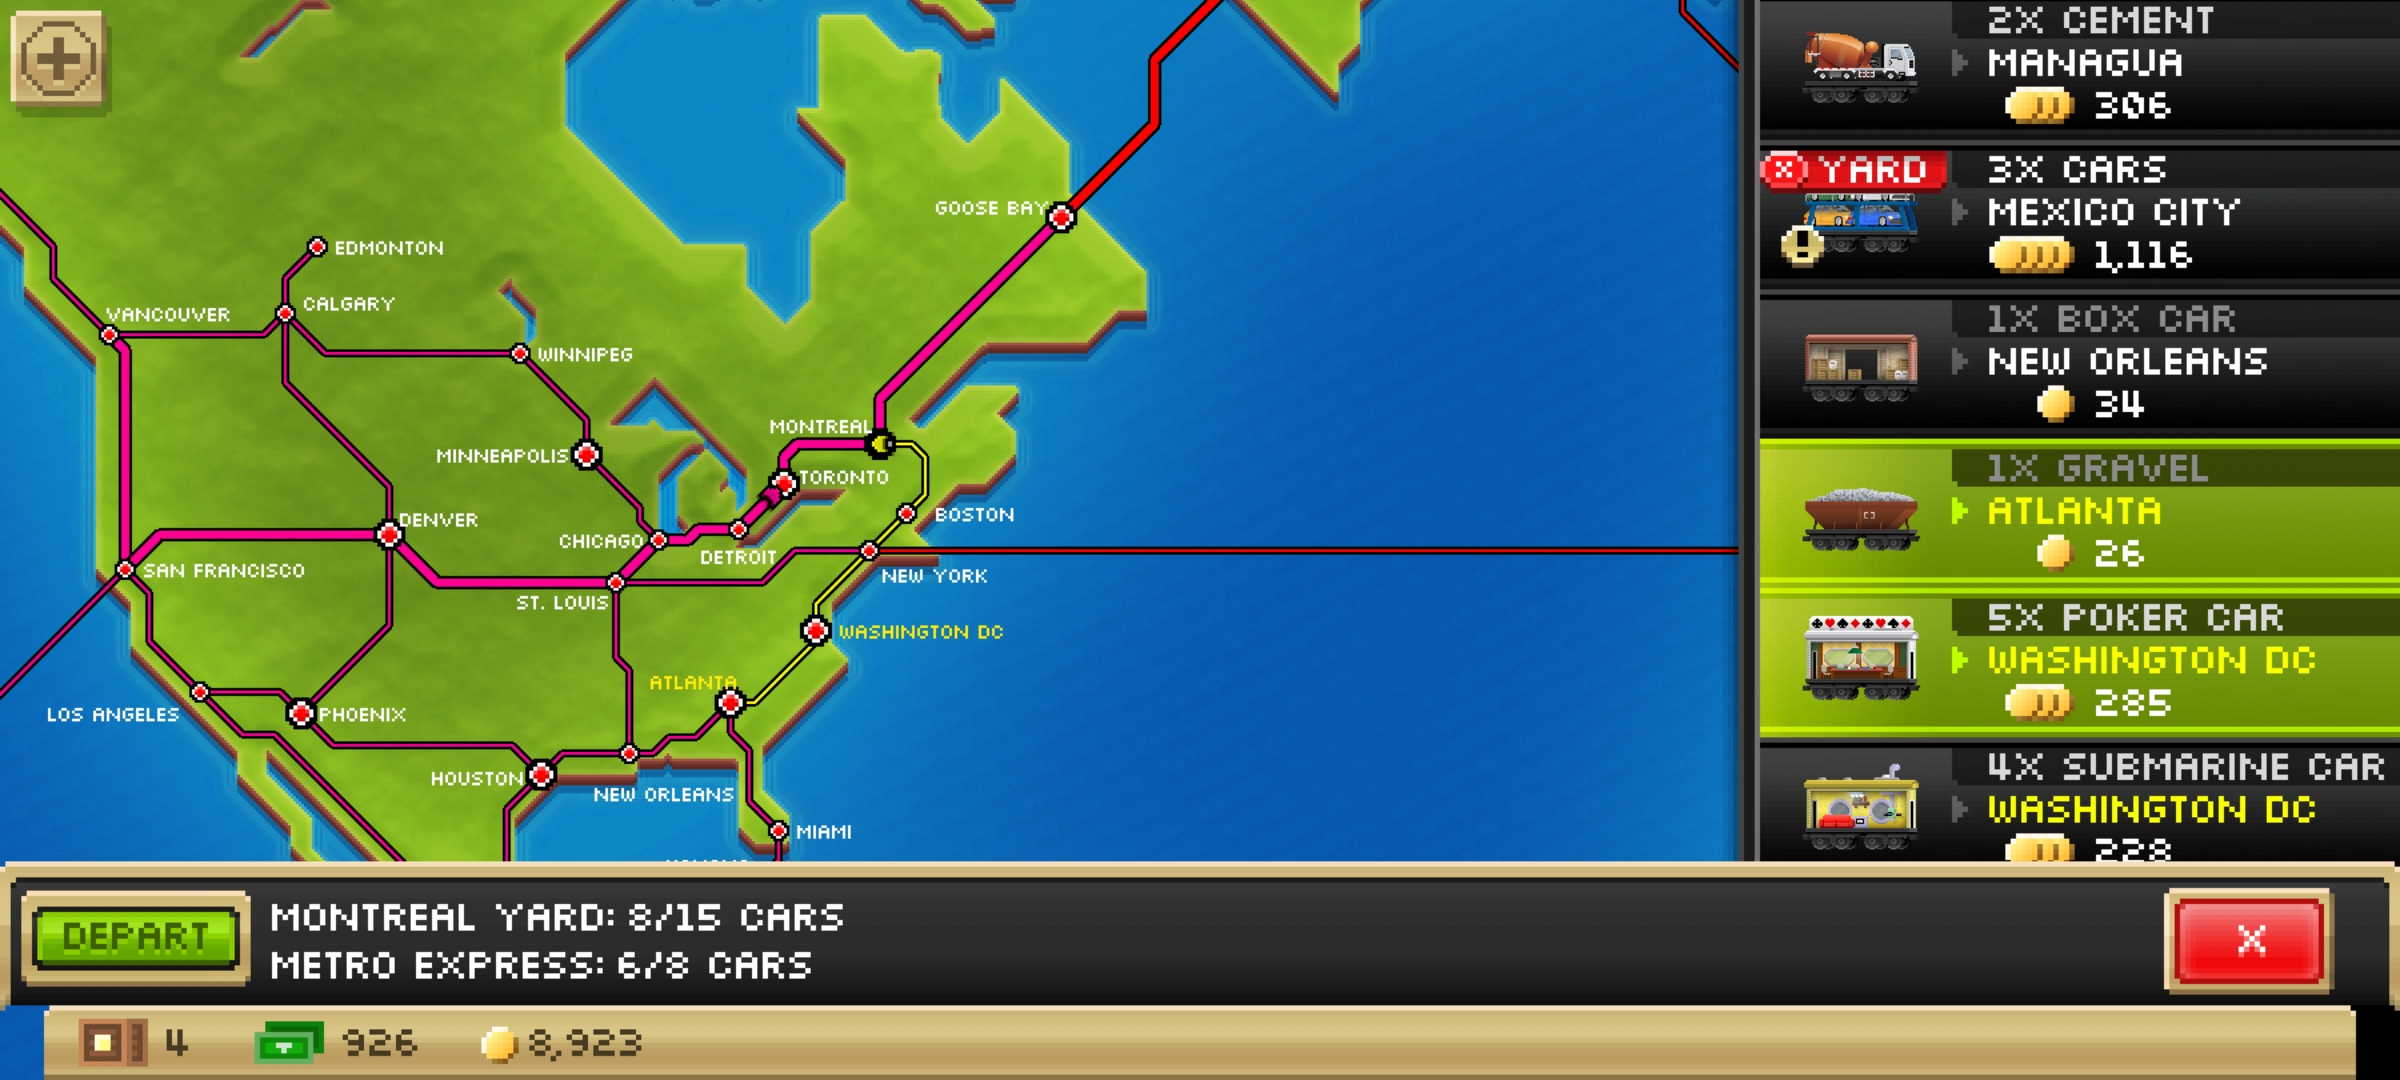 GOOSE BAY
EDMONTON
CALGARY
VANCOUVER
WINNIPEG
MONTREAL
MINNEAPOLIS
TORONTO
DENVER
BOSTON
CHICAGO
DETROIT
SAN FRANCISCO
NEW YORK
ST. LOUIS
WASHINGTON DC
ATLANTA
LOS ANGELES
PHOENIX
HOUSTON
NEW ORLEANS
MIAMI
2X CEMENT
MANAGUA
306
YARD
3X CARS
MEXICO CITY
1,116
1X BOX CAR
NEW ORLEANS
34
1X GRAVEL
ATLANTA
26
5X POKER CAR
WASHINGTON DC
285
4X SUBMARINE CAR
WASHINGTON DC
228
DEPART
MONTREAL YARD: 8/15 CARS
METRO EXPRESS: 6/8 CARS
X
4
926
8,923